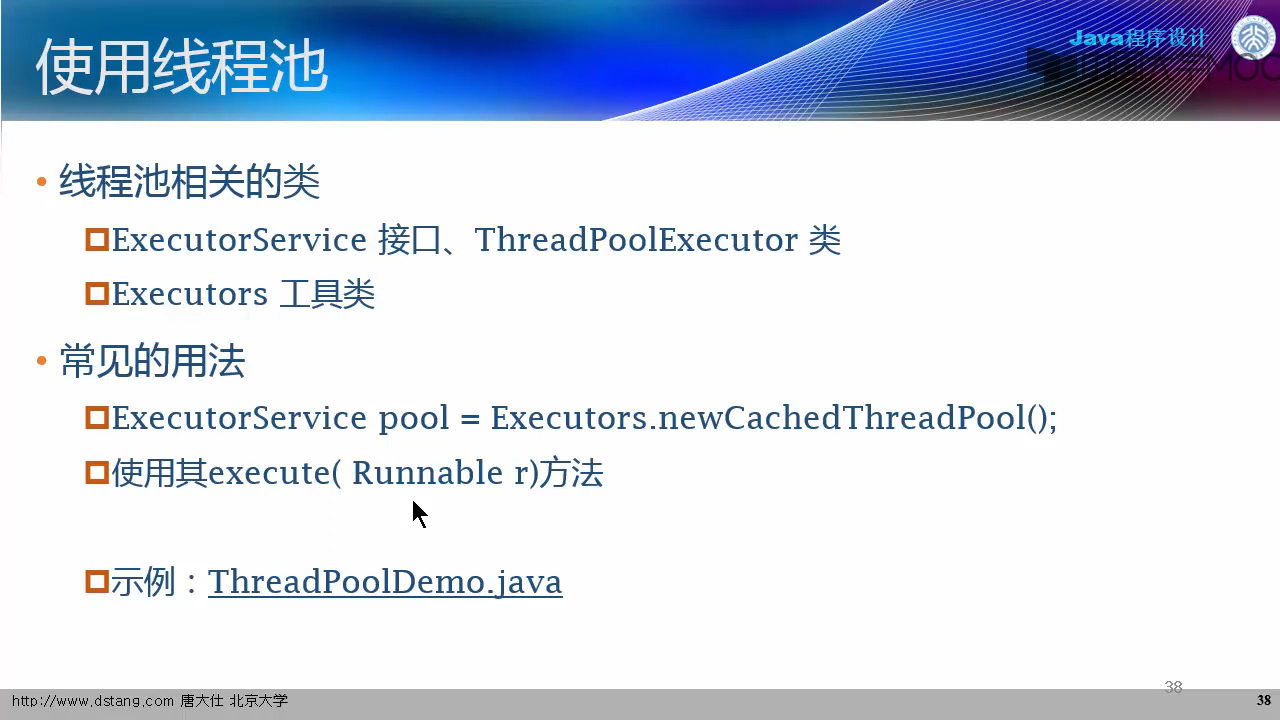 使用线程池
Java程序设计
• 线程池相关的类
ExecutorService 接口、ThreadPoolExecutor 类
Executors 工具类
• 常见的用法
ExecutorService pool = Executors.newCachedThreadPool();
使用其execute( Runnable r)方法
示例：ThreadPoolDemo.java
http://www.dstang.com 唐大仕 北京大学
38
38